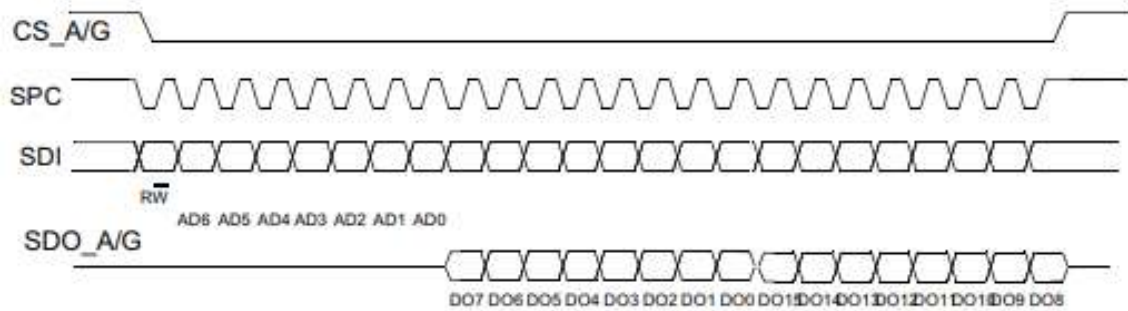 CS_A/G
SPC
SDI
RW
AD6 AD5 AD4 AD3 AD2 AD1 AD0
SDO_A/G
DO7 DO6 DO5 DO4 DO3 DO2 DO1 DO0 DO15 DO14 DO13 DO12 DO11 DO10 DO9 DO8